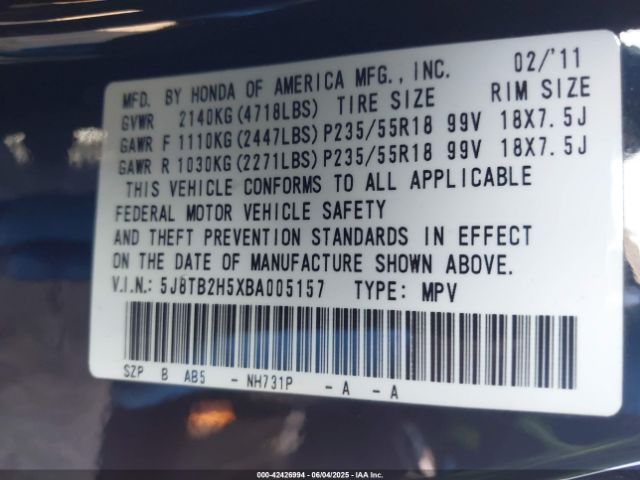 MFD. BY HONDA OF AMERICA MFG., INC. 02/'11
GVWR 2140KG(4718LBS) TIRE SIZE RIM SIZE
GAWR F 1110KG(2447LBS)P235/55R18 99V 18X7.5J
GAWR R 1030KG(2271LBS)P235/55R18 99V 18X7.5J
THIS VEHICLE CONFORMS TO ALL APPLICABLE
FEDERAL MOTOR VEHICLE SAFETY
AND THEFT PREVENTION STANDARDS IN EFFECT
ON THE DATE OF MANUFACTURE SHOWN ABOVE.
V.I.N.: 5J8TB2H5XBA005157 TYPE: MPV
SZP B AB5 - NH731P - A - A
000-42426994 - 06/04/2025 - IAA Inc.